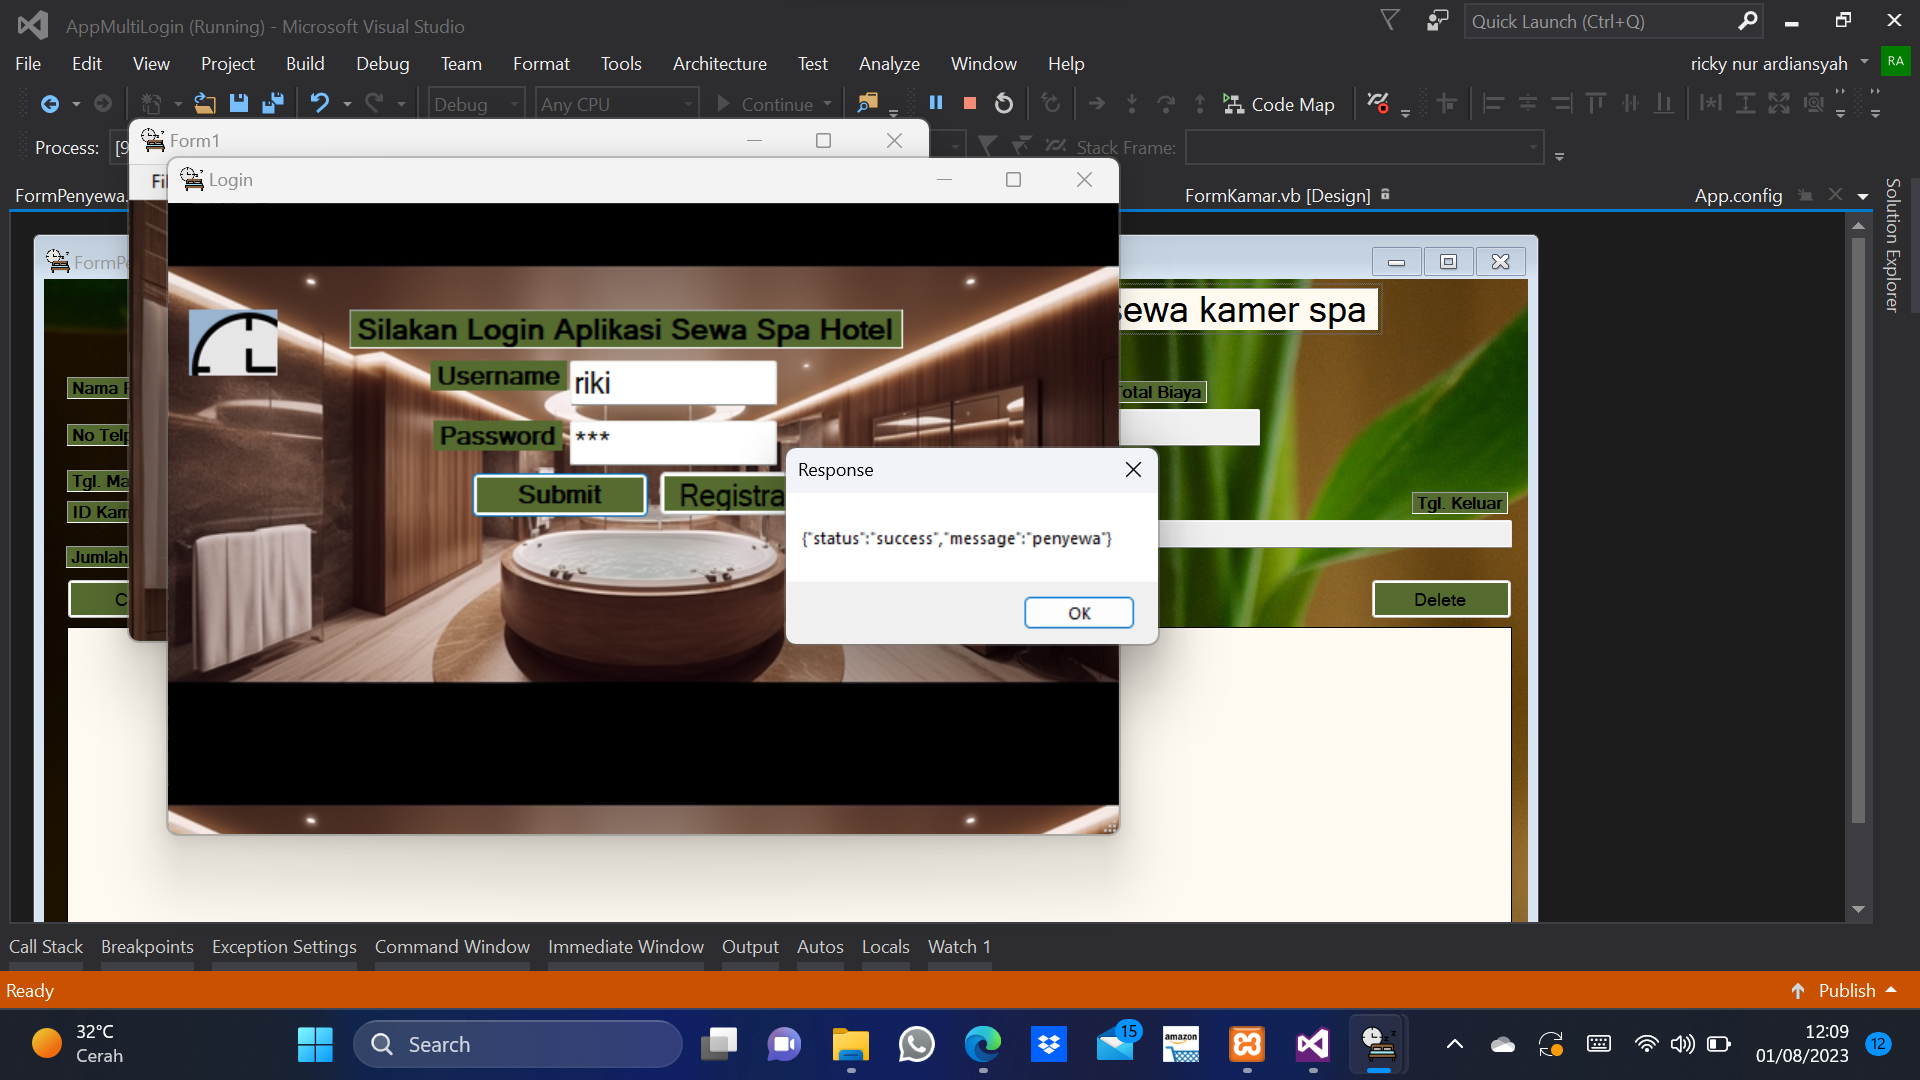 AppMultiLogin (Running) - Microsoft Visual Studio
Quick Launch (Ctrl+Q)
File Edit View Project Build Debug Team Format Tools Architecture Test Analyze Window Help
ricky nur ardiansyah
RA
Debug
Any CPU
Continue
Code Map
Process:
[9
Stack Frame:
Form1
Fil
Login
FormPenyewa.
FormKamar.vb [Design]
App.config
Solution Explorer
FormPe
Silakan Login Aplikasi Sewa Spa Hotel
Username
riki
Password
***
Submit
Registra
sewa kamer spa
Nama P
No Telp
Tgl. Ma
ID Kam
Jumlah
C
Total Biaya
Tgl. Keluar
Delete
Response
{"status":"success","message":"penyewa"}
OK
Call Stack Breakpoints Exception Settings Command Window Immediate Window Output Autos Locals Watch 1
Ready
Publish
32°C
Cerah
Search
15
amazon
12:09
01/08/2023
12